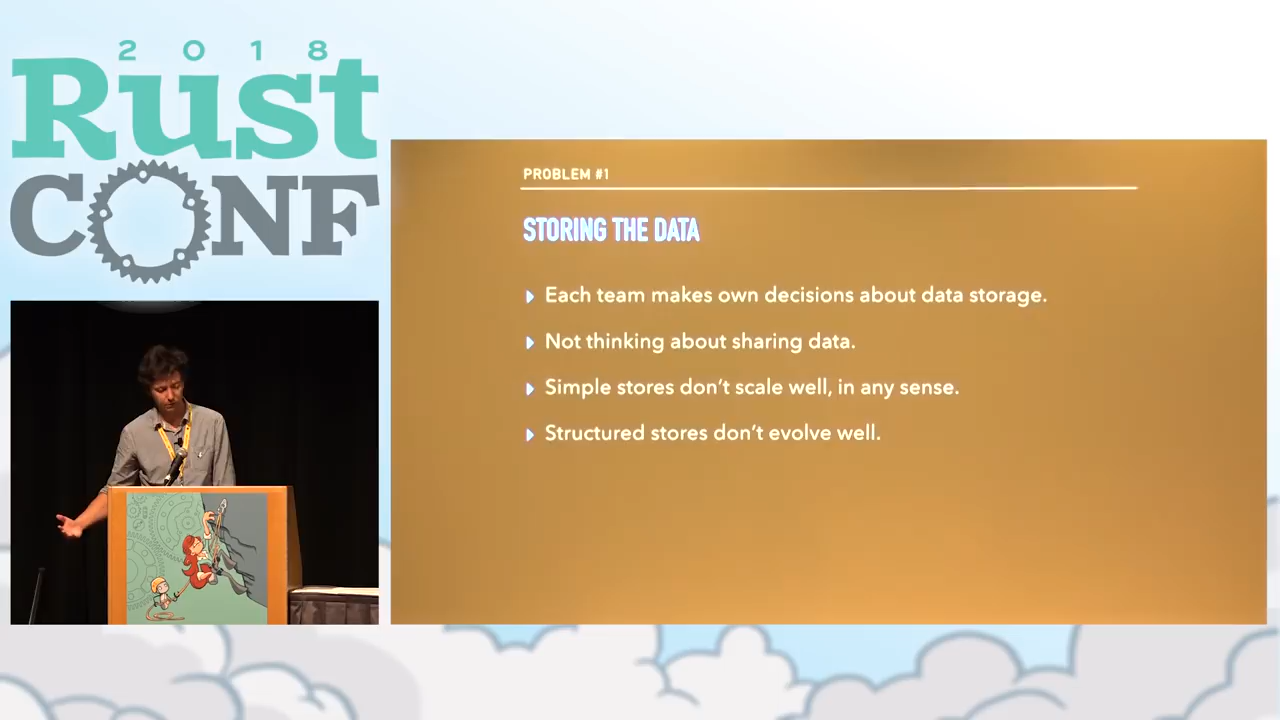 2018
Rust
CONF
PROBLEM #1
STORING THE DATA
Each team makes own decisions about data storage.
Not thinking about sharing data.
Simple stores don’t scale well, in any sense.
Structured stores don’t evolve well.